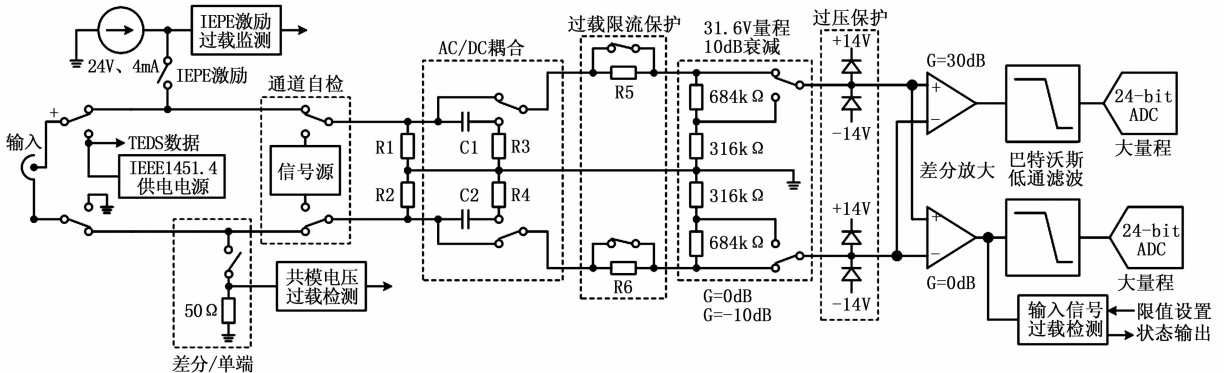 IEPE激励
过载监测
24V、4mA
IEPE激励
通道自检
AC/DC耦合
过载限流保护
31.6V量程
10dB衰减
过压保护
+14V
-14V
G=30dB
24-bit
ADC
大量程
巴特沃斯
低通滤波
差分放大
输入
+
TEDS数据
IEEE1451.4
供电电源
信号源
R1
R2
C1
R3
C2
R4
R5
R6
684kΩ
316kΩ
316kΩ
684kΩ
G=0dB
G=-10dB
+14V
-14V
+
-
+
-
G=0dB
24-bit
ADC
大量程
输入信号
过载检测
限值设置
状态输出
50Ω
共模电压
过载检测
差分/单端